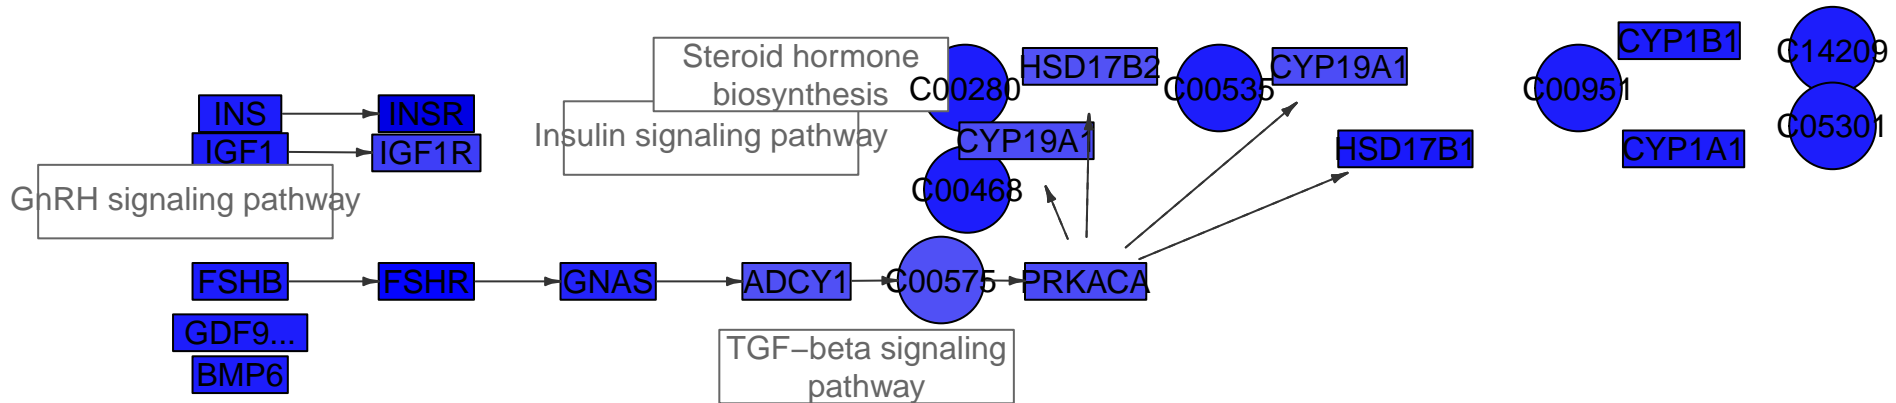 CYP1B1
C14209
Steroid hormone
biosynthesis
C00280
HSD17B2
C00535
CYP19A1
C00951
INS
INSR
Insulin signaling pathway
CYP19A1
C05301
IGF1
IGF1R
HSD17B1
CYP1A1
GnRH signaling pathway
C00468
FSHB
FSHR
GNAS
ADCY1
C00575
PRKACA
GDF9...
BMP6
TGF−beta signaling
pathway